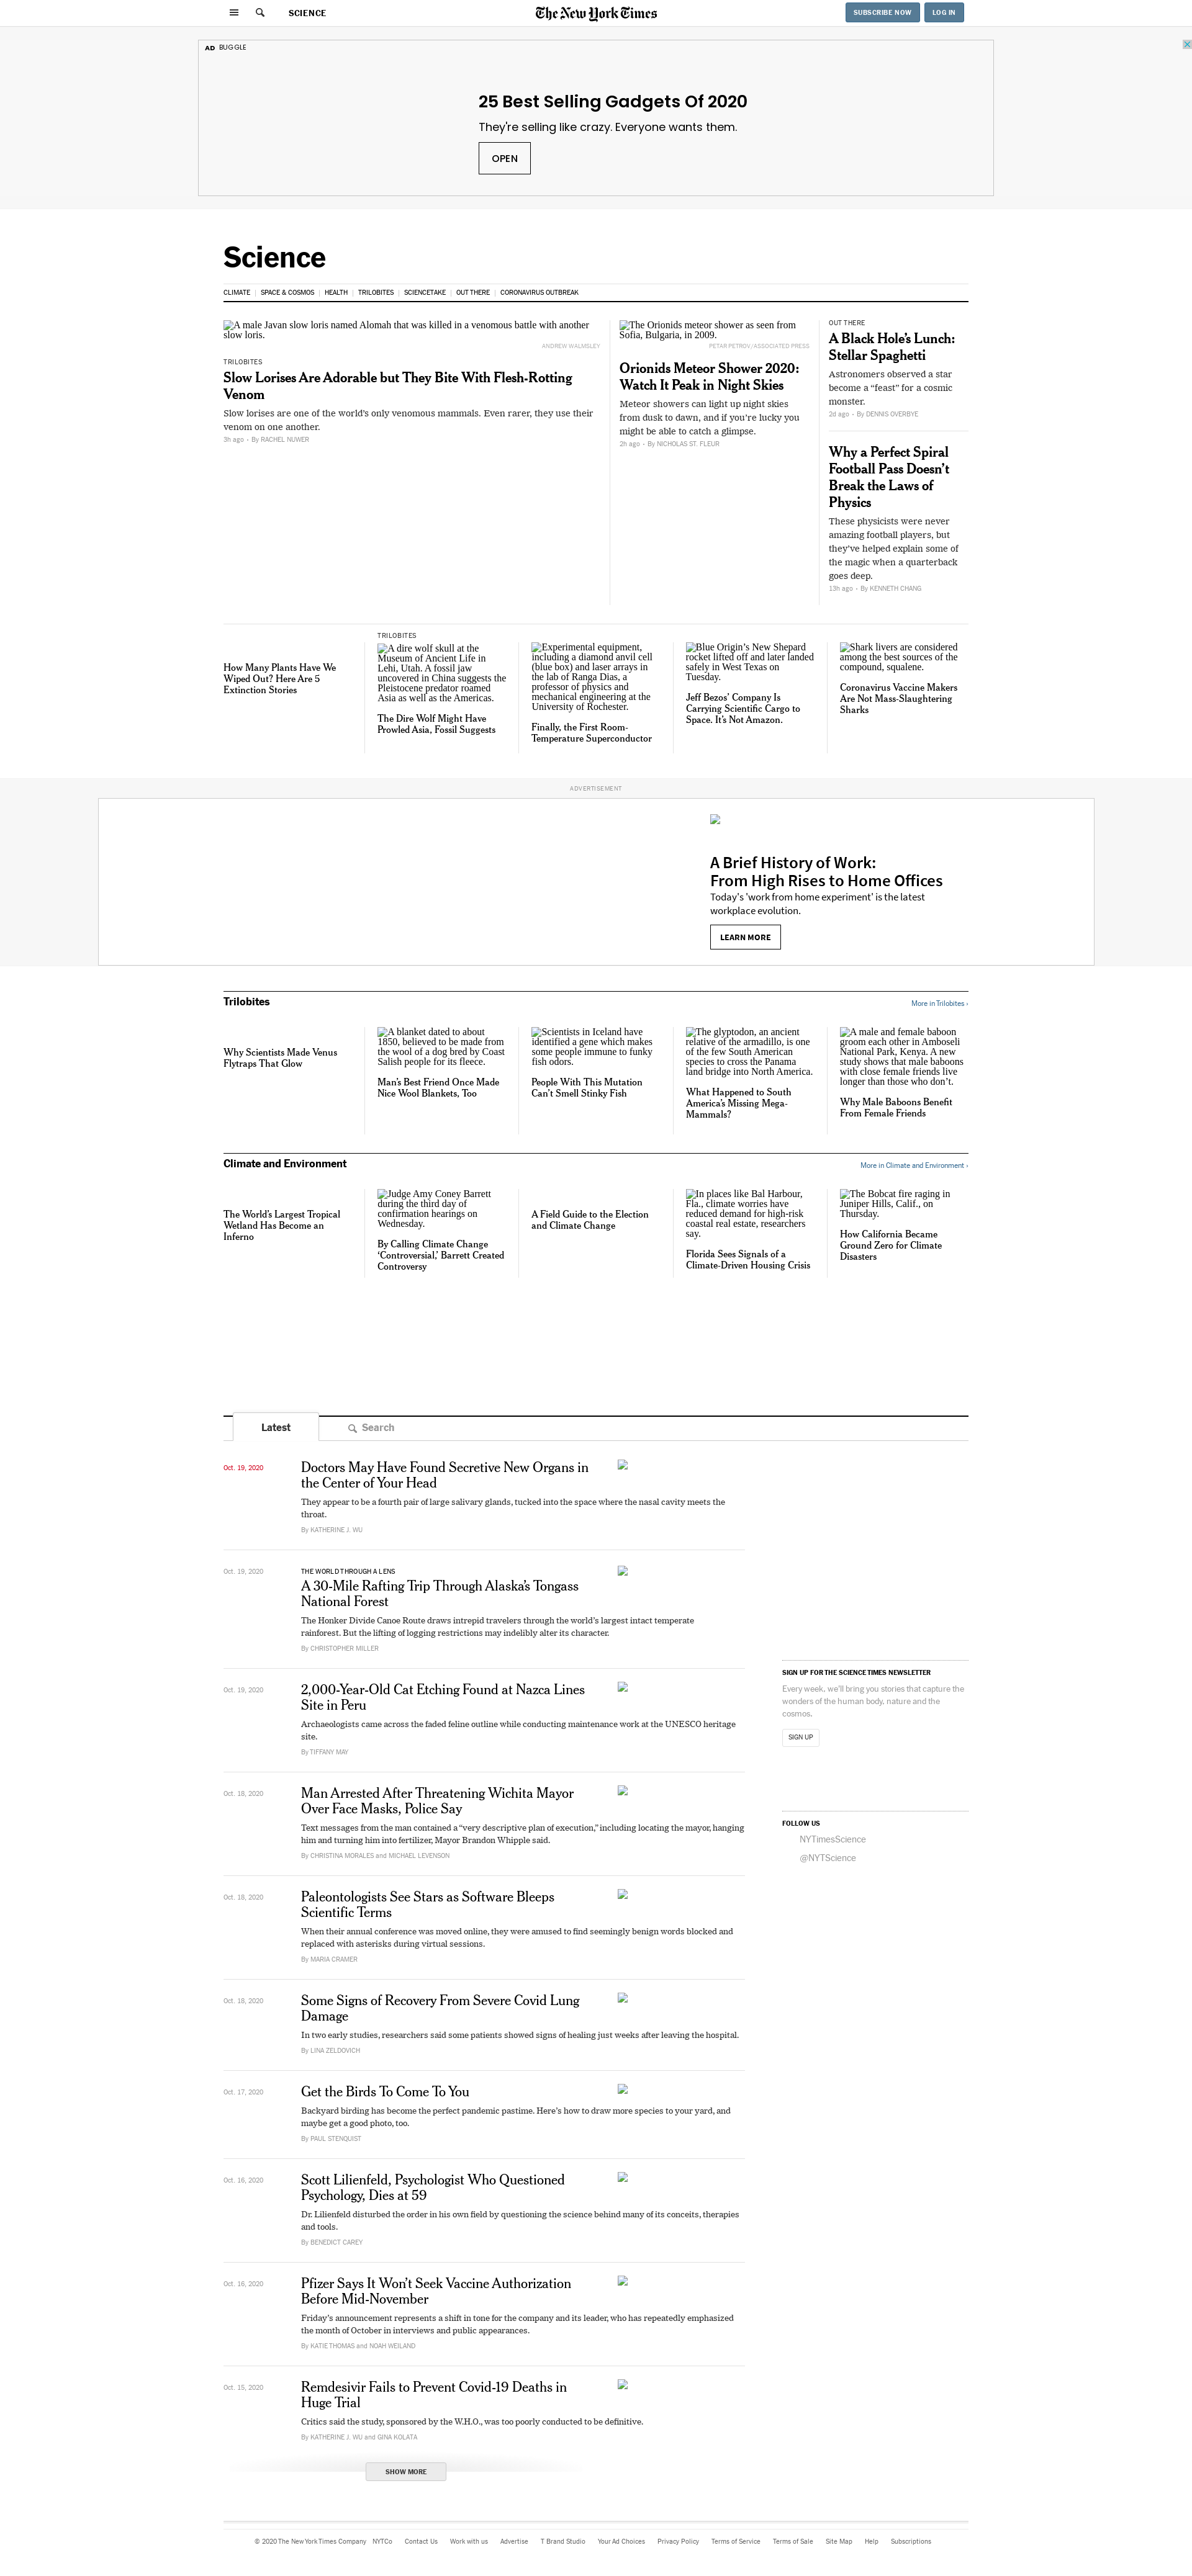 SCIENCE
The New York Times
SUBSCRIBE NOW
LOG IN
AD BUGGLE
25 Best Selling Gadgets Of 2020
They're selling like crazy. Everyone wants them.
OPEN
Science
CLIMATE | SPACE & COSMOS | HEALTH | TRILOBITES | SCIENCETAKE | OUT THERE | CORONAVIRUS OUTBREAK
A male Javan slow loris named Alomah that was killed in a venomous battle with another
slow loris.
ANDREW WALMSLEY
TRILOBITES
Slow Lorises Are Adorable but They Bite With Flesh-Rotting
Venom
Slow lorises are one of the world's only venomous mammals. Even rarer, they use their
venom on one another.
3h ago - By RACHEL NUWER
The Orionids meteor shower as seen from
Sofia, Bulgaria, in 2009.
PETAR PETROV/ASSOCIATED PRESS
Orionids Meteor Shower 2020:
Watch It Peak in Night Skies
Meteor showers can light up night skies
from dusk to dawn, and if you're lucky you
might be able to catch a glimpse.
2h ago - By NICHOLAS ST. FLEUR
OUT THERE
A Black Hole's Lunch:
Stellar Spaghetti
Astronomers observed a star
become a “feast” for a cosmic
monster.
2d ago - By DENNIS OVERBYE
Why a Perfect Spiral
Football Pass Doesn't
Break the Laws of
Physics
These physicists were never
amazing football players, but
they've helped explain some of
the magic when a quarterback
goes deep.
13h ago - By KENNETH CHANG
How Many Plants Have We
Wiped Out? Here Are 5
Extinction Stories
TRILOBITES
A dire wolf skull at the
Museum of Ancient Life in
Lehi, Utah. A fossil jaw
uncovered in China suggests the
Pleistocene predator roamed
Asia as well as the Americas.
The Dire Wolf Might Have
Prowled Asia, Fossil Suggests
Experimental equipment,
including a diamond anvil cell
(blue box) and laser arrays in
the lab of Ranga Dias, a
professor of physics and
mechanical engineering at the
University of Rochester.
Finally, the First Room-
Temperature Superconductor
Blue Origin's New Shepard
rocket lifted off and later landed
safely in West Texas on
Tuesday.
Jeff Bezos' Company Is
Carrying Scientific Cargo to
Space. It's Not Amazon.
Shark livers are considered
among the best sources of the
compound, squalene.
Coronavirus Vaccine Makers
Are Not Mass-Slaughtering
Sharks
ADVERTISEMENT
A Brief History of Work:
From High Rises to Home Offices
Today's 'work from home experiment' is the latest
workplace evolution.
LEARN MORE
Trilobites
More in Trilobites ›
Why Scientists Made Venus
Flytraps That Glow
A blanket dated to about
1850, believed to be made from
the wool of a dog bred by Coast
Salish people for its fleece.
Man's Best Friend Once Made
Nice Wool Blankets, Too
Scientists in Iceland have
identified a gene which makes
some people immune to funky
fish odors.
People With This Mutation
Can't Smell Stinky Fish
The glyptodon, an ancient
relative of the armadillo, is one
of the few South American
species to cross the Panama
land bridge into North America.
What Happened to South
America's Missing Mega-
Mammals?
A male and female baboon
groom each other in Amboseli
National Park, Kenya. A new
study shows that male baboons
with close female friends live
longer than those who don't.
Why Male Baboons Benefit
From Female Friends
Climate and Environment
More in Climate and Environment ›
The World's Largest Tropical
Wetland Has Become an
Inferno
Judge Amy Coney Barrett
during the third day of
confirmation hearings on
Wednesday.
By Calling Climate Change
'Controversial,' Barrett Created
Controversy
A Field Guide to the Election
and Climate Change
In places like Bal Harbour,
Fla., climate worries have
reduced demand for high-risk
coastal real estate, researchers
say.
Florida Sees Signals of a
Climate-Driven Housing Crisis
The Bobcat fire raging in
Juniper Hills, Calif., on
Thursday.
How California Became
Ground Zero for Climate
Disasters
Latest
Search
Oct. 19, 2020
Doctors May Have Found Secretive New Organs in
the Center of Your Head
They appear to be a fourth pair of large salivary glands, tucked into the space where the nasal cavity meets the
throat.
By KATHERINE J. WU
Oct. 19, 2020
THE WORLD THROUGH A LENS
A 30-Mile Rafting Trip Through Alaska's Tongass
National Forest
The Honker Divide Canoe Route draws intrepid travelers through the world's largest intact temperate
rainforest. But the lifting of logging restrictions may indelibly alter its character.
By CHRISTOPHER MILLER
Oct. 19, 2020
2,000-Year-Old Cat Etching Found at Nazca Lines
Site in Peru
Archaeologists came across the faded feline outline while conducting maintenance work at the UNESCO heritage
site.
By TIFFANY MAY
Oct. 18, 2020
Man Arrested After Threatening Wichita Mayor
Over Face Masks, Police Say
Text messages from the man contained a “very descriptive plan of execution,” including locating the mayor, hanging
him and turning him into fertilizer, Mayor Brandon Whipple said.
By CHRISTINA MORALES and MICHAEL LEVENSON
Oct. 18, 2020
Paleontologists See Stars as Software Bleeps
Scientific Terms
When their annual conference was moved online, they were amused to find seemingly benign words blocked and
replaced with asterisks during virtual sessions.
By MARIA CRAMER
Oct. 18, 2020
Some Signs of Recovery From Severe Covid Lung
Damage
In two early studies, researchers said some patients showed signs of healing just weeks after leaving the hospital.
By LINA ZELDOVICH
Oct. 17, 2020
Get the Birds To Come To You
Backyard birding has become the perfect pandemic pastime. Here's how to draw more species to your yard, and
maybe get a good photo, too.
By PAUL STENQUIST
Oct. 16, 2020
Scott Lilienfeld, Psychologist Who Questioned
Psychology, Dies at 59
Dr. Lilienfeld disturbed the order in his own field by questioning the science behind many of its conceits, therapies
and tools.
By BENEDICT CAREY
Oct. 16, 2020
Pfizer Says It Won't Seek Vaccine Authorization
Before Mid-November
Friday's announcement represents a shift in tone for the company and its leader, who has repeatedly emphasized
the month of October in interviews and public appearances.
By KATIE THOMAS and NOAH WEILAND
Oct. 15, 2020
Remdesivir Fails to Prevent Covid-19 Deaths in
Huge Trial
Critics said the study, sponsored by the W.H.O., was too poorly conducted to be definitive.
By KATHERINE J. WU and GINA KOLATA
SHOW MORE
SIGN UP FOR THE SCIENCE TIMES NEWSLETTER
Every week, we'll bring you stories that capture the
wonders of the human body, nature and the
cosmos.
SIGN UP
FOLLOW US
NYTimesScience
@NYTScience
© 2020 The New York Times Company NYTCo Contact Us Work with us Advertise T Brand Studio Your Ad Choices Privacy Policy Terms of Service Terms of Sale Site Map Help Subscriptions